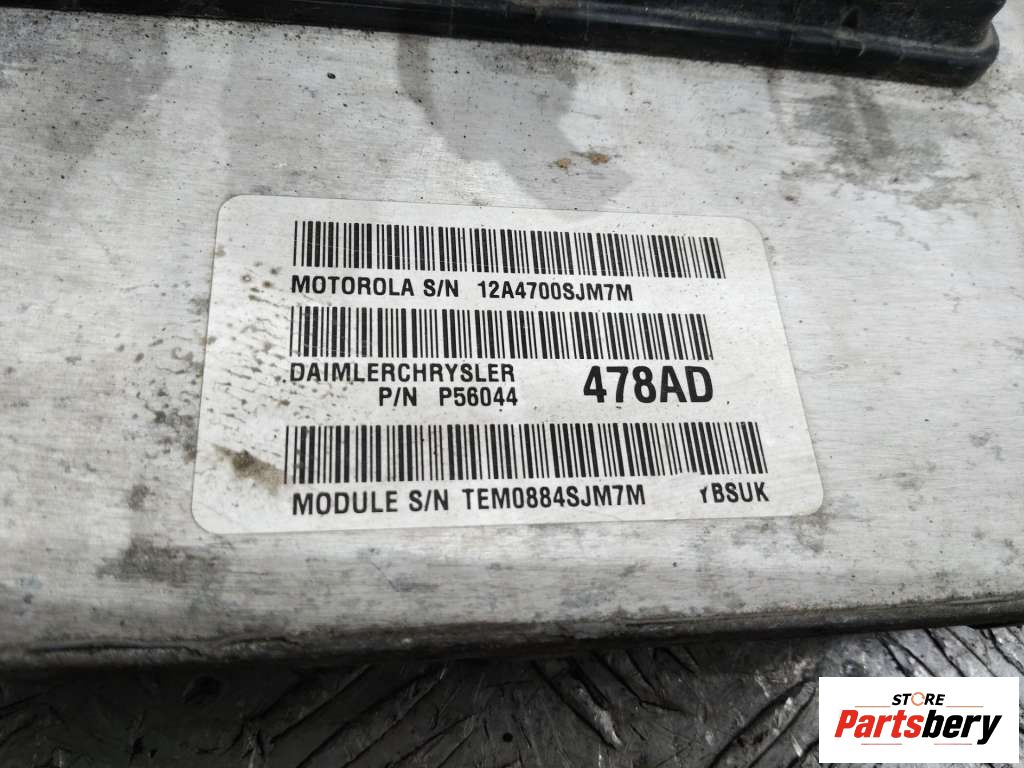 MOTOROLA S/N 12A4700SJM7M
DAIMLERCHRYSLER 478AD
P/N P56044
MODULE S/N TEM0884SJM7M YBSUK
STORE
Partsbery